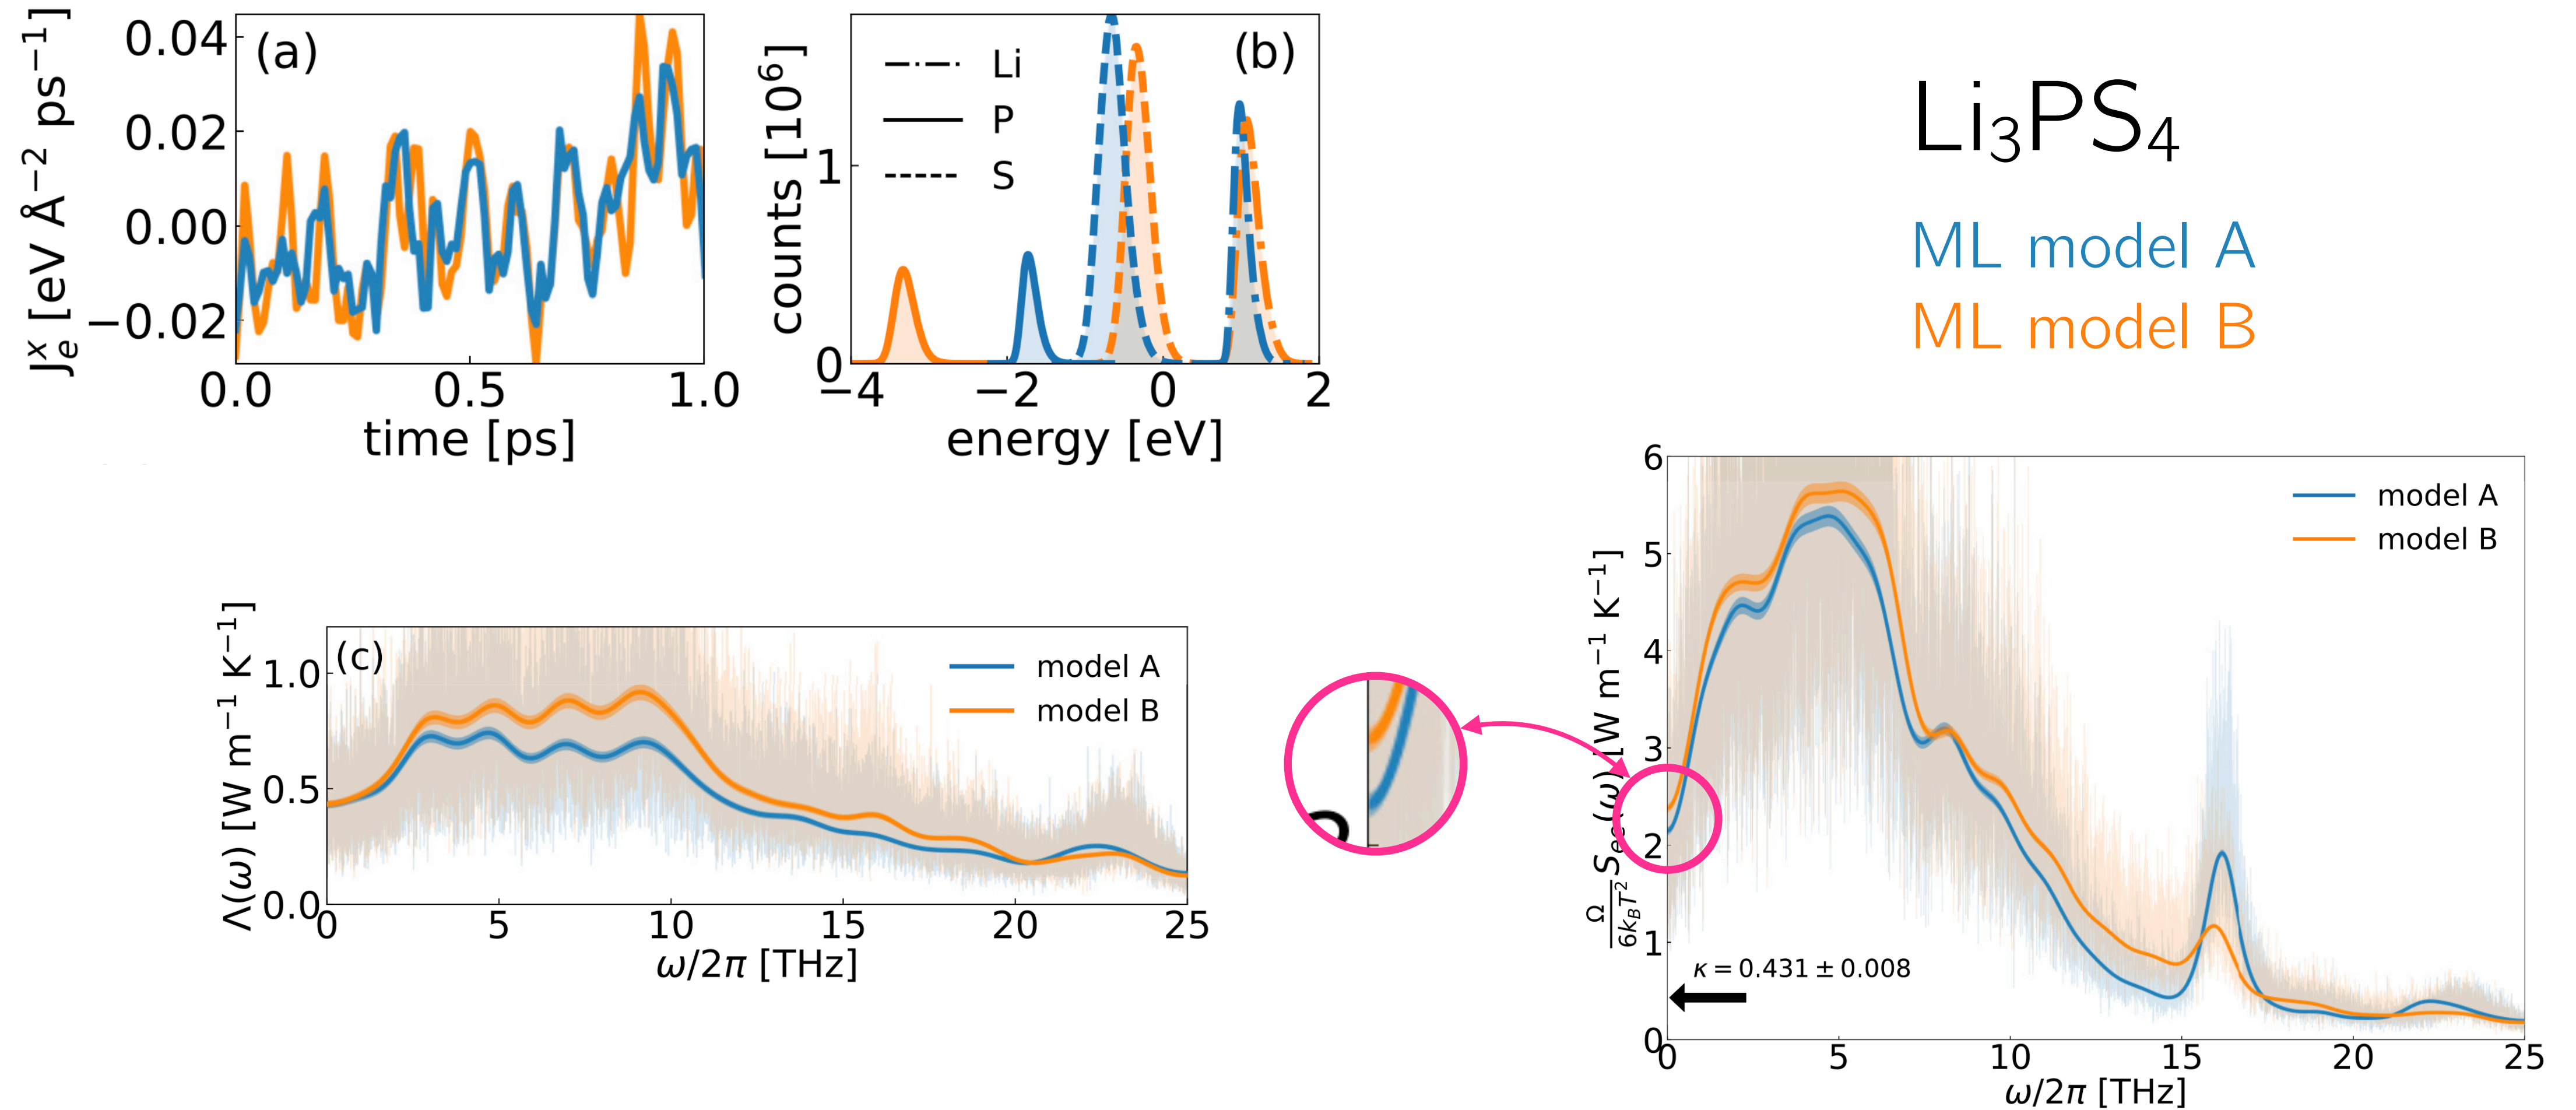 (a)
J_e^x [eV Å⁻² ps⁻¹]
0.04
0.02
0.00
−0.02
0.0 0.5 1.0
time [ps]
(b)
counts [10⁶]
Li
P
S
1
0
−4 −2 0 2
energy [eV]
Li₃PS₄
ML model A
ML model B
(c)
Λ(ω) [W m⁻¹ K⁻¹]
model A
model B
1.0
0.5
0.0
0 5 10 15 20 25
ω/2π [THz]
Ω/6k_BT² S_ee(ω) [W m⁻¹ K⁻¹]
model A
model B
6
5
4
3
2
1
0
κ = 0.431 ± 0.008
0 5 10 15 20 25
ω/2π [THz]